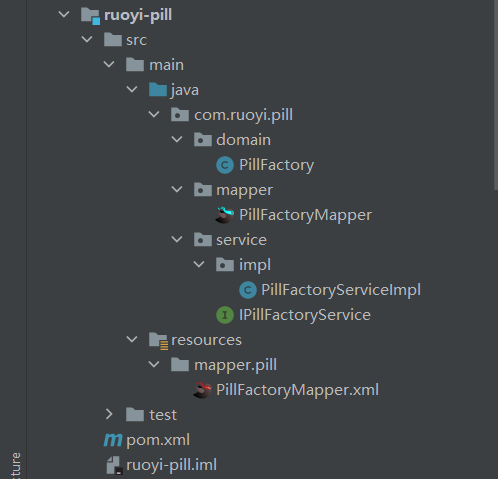 ruoyi-pill
src
main
java
com.ruoyi.pill
domain
C PillFactory
mapper
PillFactoryMapper
service
impl
C PillFactoryServiceImpl
I IPillFactoryService
resources
mapper.pill
PillFactoryMapper.xml
test
m pom.xml
ruoyi-pill.iml
cture